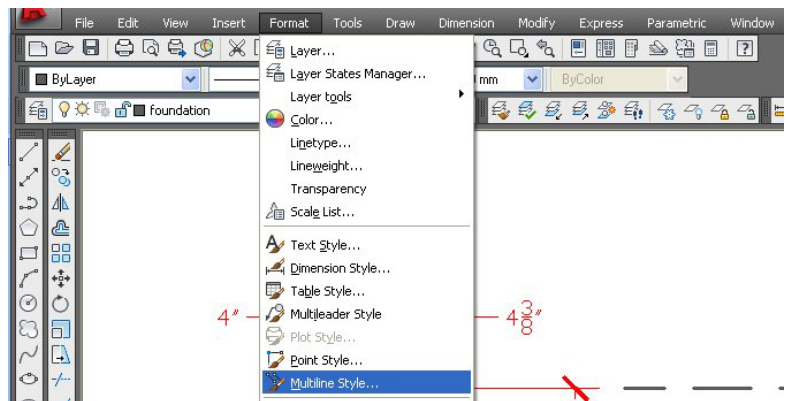 File Edit View Insert Format Tools Draw Dimension Modify Express Parametric Window
ByLayer mm ByColor
foundation
Layer...
Layer States Manager...
Layer tools
Color...
Linetype...
Lineweight...
Transparency
Scale List...
Text Style...
Dimension Style...
Table Style...
Multileader Style
Plot Style...
Point Style...
Multiline Style...
4" 4 3/8"